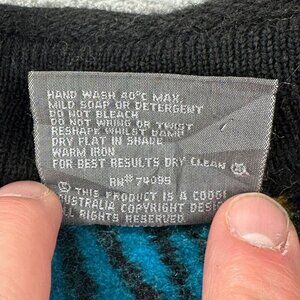 HAND WASH 40°C MAX.
MILD SOAP OR DETERGENT
DO NOT BLEACH
DO NOT WRING OR TWIST
RESHAPE WHILST DAMP
DRY FLAT IN SHADE
WARM IRON
FOR BEST RESULTS DRY CLEAN
RN# 74095
© THIS PRODUCT IS A COOGI
AUSTRALIA COPYRIGHT DESIGN
ALL RIGHTS RESERVED.